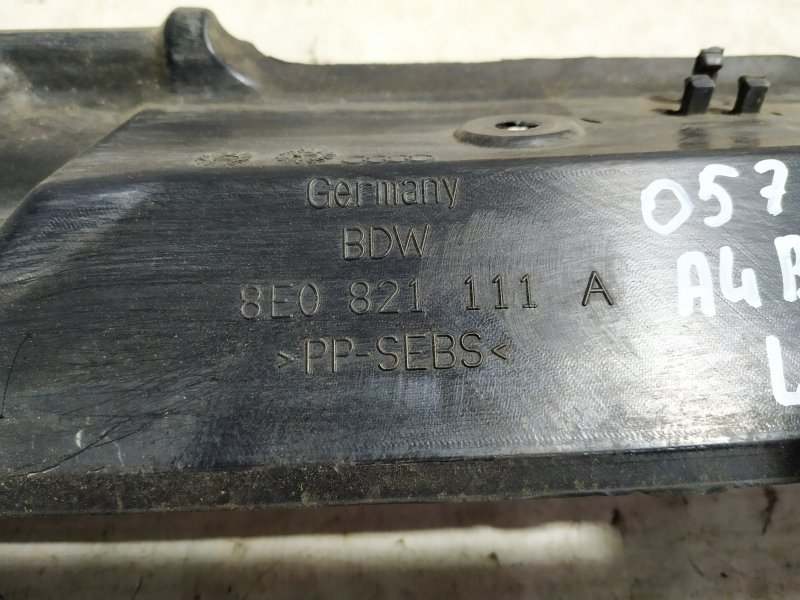 Germany
BDW
8E0 821 111 A
>PP-SEBS<
057
A4 B
L